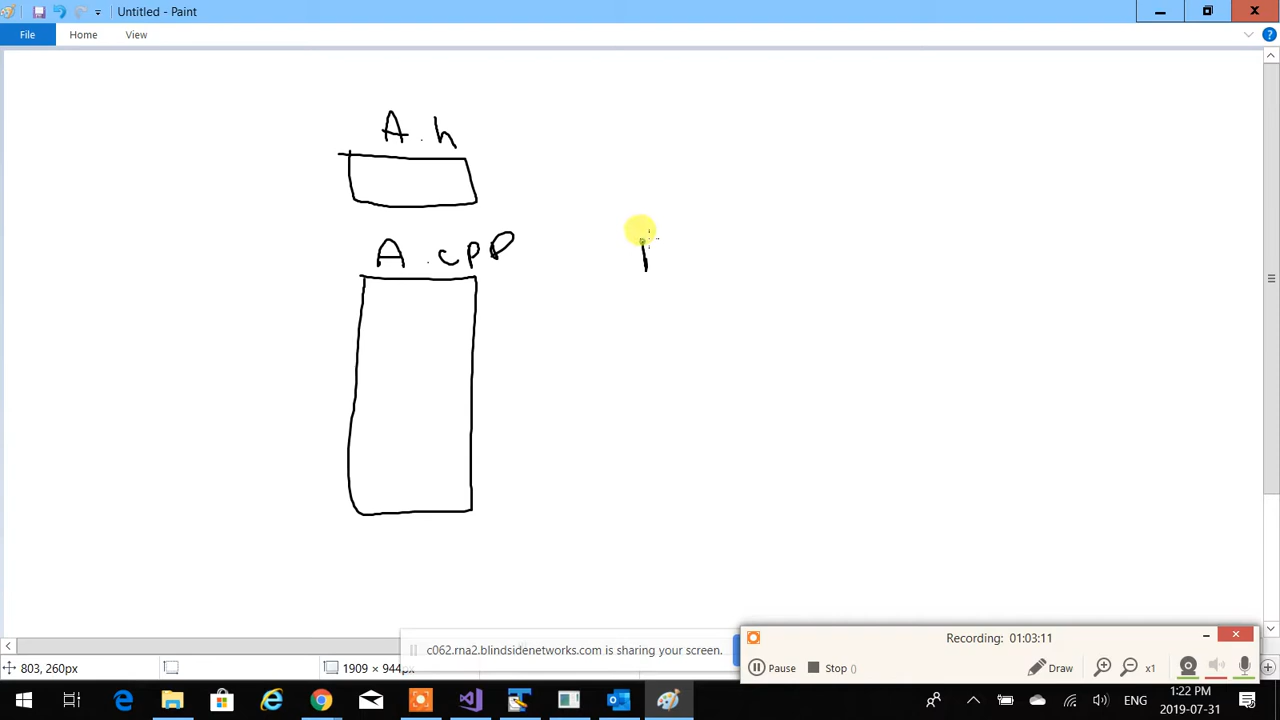 Untitled - Paint
File Home View
A.h
A.cpp
c062.rna2.blindsidenetworks.com is sharing your screen.
Recording: 01:03:11
Pause Stop () Draw x1
803, 260px
1909 × 944px
ENG
1:22 PM
2019-07-31